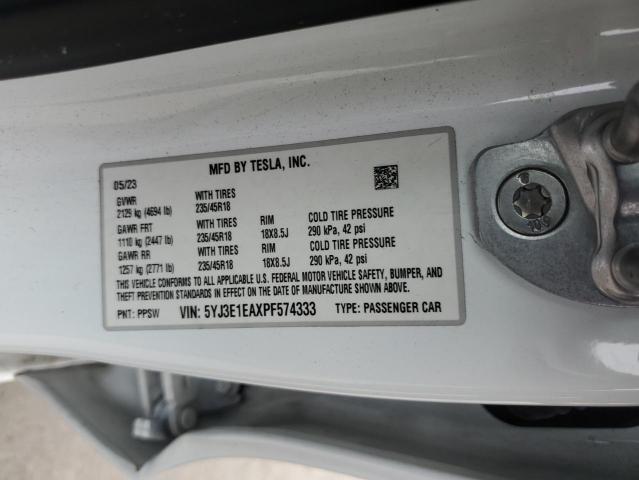 MFD BY TESLA, INC.
05/23
GVWR WITH TIRES
2125 kg (4694 lb) 235/45R18
GAWR FRT WITH TIRES RIM COLD TIRE PRESSURE
1110 kg (2447 lb) 235/45R18 18X8.5J 290 kPa, 42 psi
GAWR RR WITH TIRES RIM COLD TIRE PRESSURE
1257 kg (2771 lb) 235/45R18 18X8.5J 290 kPa, 42 psi
THIS VEHICLE CONFORMS TO ALL APPLICABLE U.S. FEDERAL MOTOR VEHICLE SAFETY, BUMPER, AND
THEFT PREVENTION STANDARDS IN EFFECT ON THE DATE OF MANUFACTURE SHOWN ABOVE.
PNT: PPSW VIN: 5YJ3E1EAXPF574333 TYPE: PASSENGER CAR